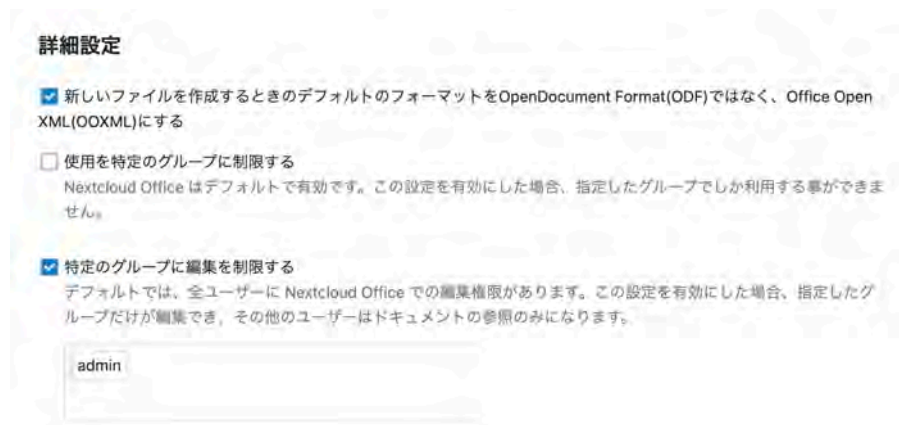 詳細設定
新しいファイルを作成するときのデフォルトのフォーマットをOpenDocument Format(ODF)ではなく、Office Open
XML(OOXML)にする
使用を特定のグループに制限する
Nextcloud Office はデフォルトで有効です。この設定を有効にした場合、指定したグループでしか利用する事ができま
せん。
特定のグループに編集を制限する
デフォルトでは、全ユーザーに Nextcloud Office での編集権限があります。この設定を有効にした場合、指定したグ
ループだけが編集でき、その他のユーザーはドキュメントの参照のみになります。
admin